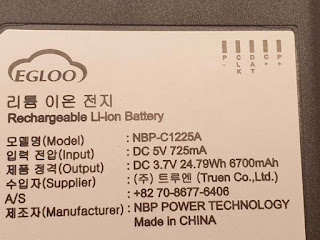 EGLOO
P-
CLK
DAT
C+
P+
리튬 이온 전지
Rechargeable Li-Ion Battery
모델명(Model) : NBP-C1225A
입력 전압(Input) : DC 5V 725mA
제품 정격(Output) : DC 3.7V 24.79Wh 6700mAh
수입자(Supplier) : (주) 트루엔 (Truen Co.,Ltd.)
A/S : +82 70-8677-6406
제조자(Manufacturer) : NBP POWER TECHNOLOGY
Made in CHINA